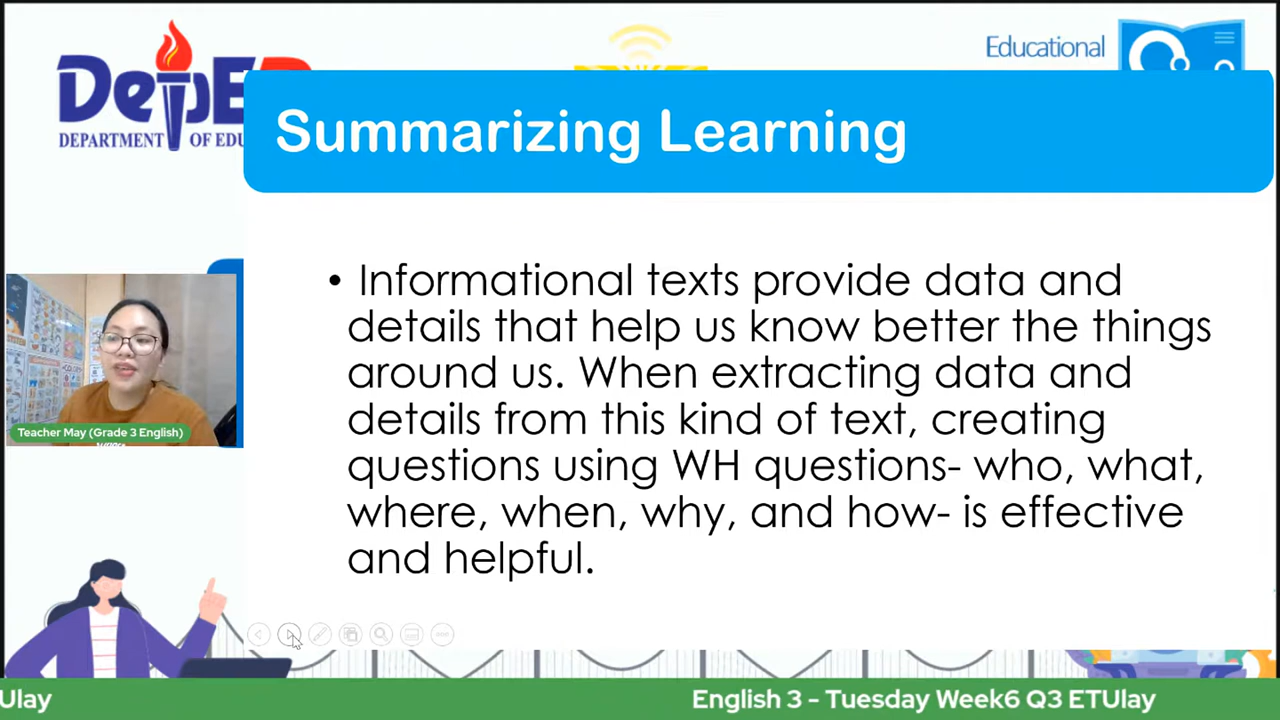 DepED
DEPARTMENT OF EDU
Educational
Summarizing Learning
• Informational texts provide data and
details that help us know better the things
around us. When extracting data and
details from this kind of text, creating
questions using WH questions- who, what,
where, when, why, and how- is effective
and helpful.
Teacher May (Grade 3 English)
Ulay
English 3 - Tuesday Week6 Q3 ETUlay